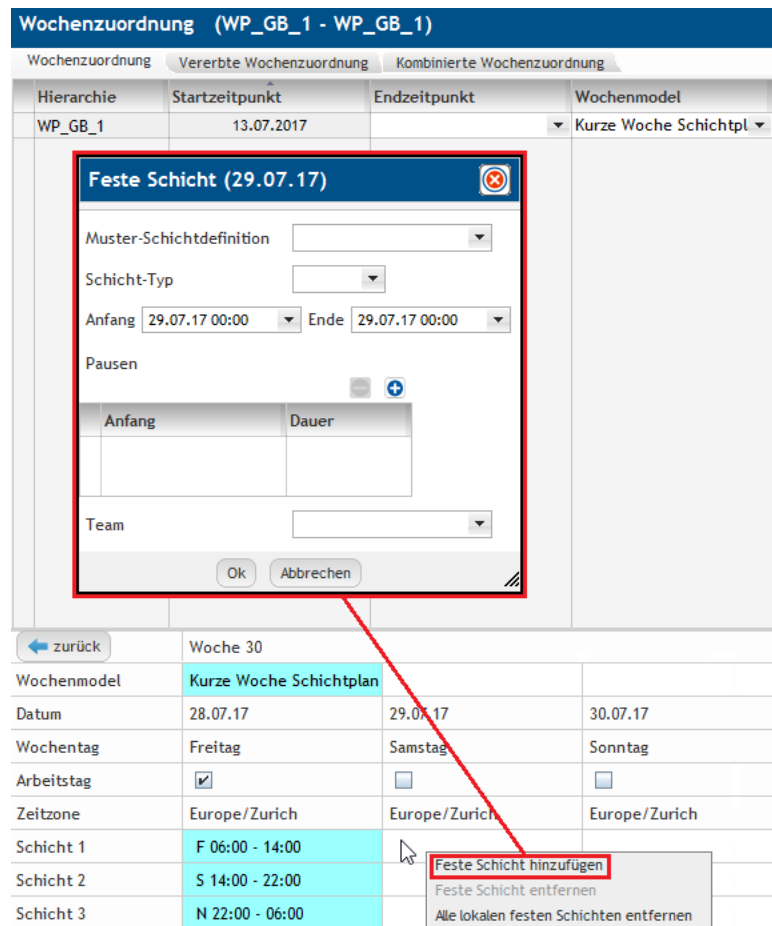 Wochenzuordnung (WP_GB_1 - WP_GB_1)
Wochenzuordnung Vererbte Wochenzuordnung Kombinierte Wochenzuordnung
Hierarchie Startzeitpunkt Endzeitpunkt Wochenmodel
WP_GB_1 13.07.2017 Kurze Woche Schichtpl
Feste Schicht (29.07.17)
Muster-Schichtdefinition
Schicht-Typ
Anfang 29.07.17 00:00 Ende 29.07.17 00:00
Pausen
Anfang Dauer
Team
Ok Abbrechen
zurück Woche 30
Wochenmodel Kurze Woche Schichtplan
Datum 28.07.17 29.07.17 30.07.17
Wochentag Freitag Samstag Sonntag
Arbeitstag
Zeitzone Europe/Zurich Europe/Zurich Europe/Zurich
Schicht 1 F 06:00 - 14:00
Feste Schicht hinzufügen
Schicht 2 S 14:00 - 22:00
Feste Schicht entfernen
Schicht 3 N 22:00 - 06:00
Alle lokalen festen Schichten entfernen